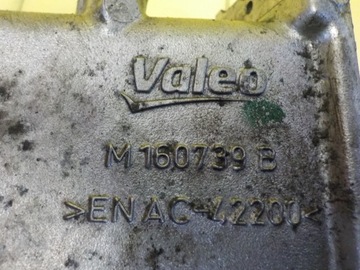 Valeo
M 160739 B
>EN AC-42200<